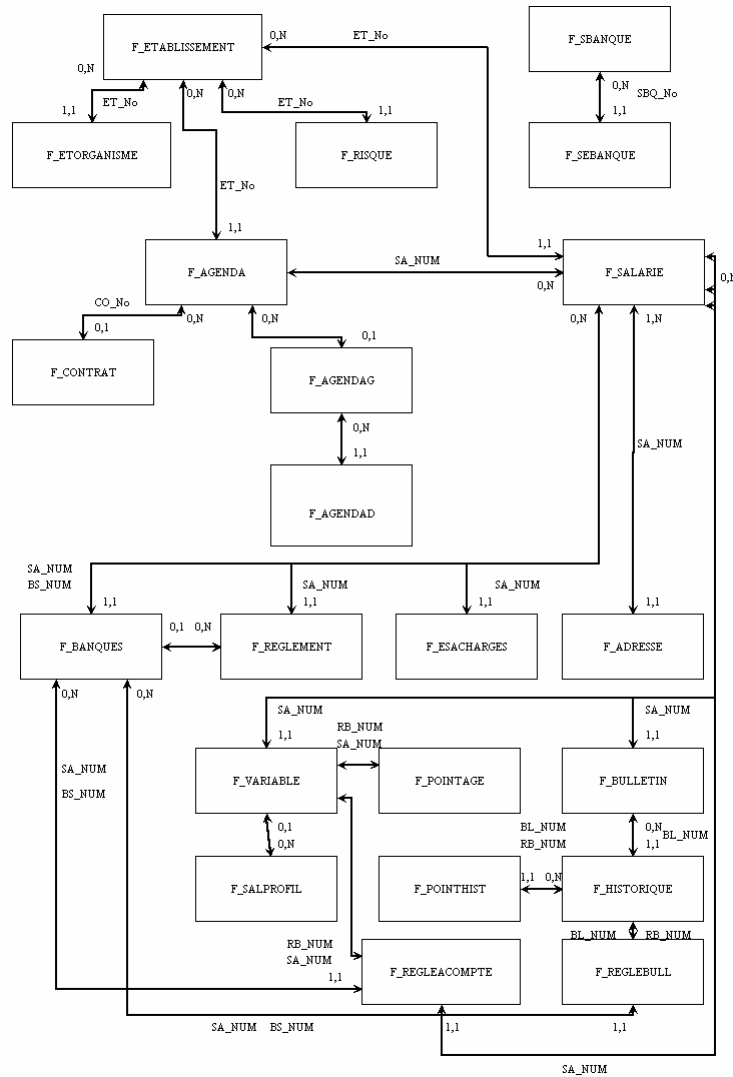 F_ETABLISSEMENT
0,N
ET_No
F_SBANQUE
0,N
0,N
0,N
0,N
ET_No
ET_No
SBQ_No
1,1
1,1
1,1
F_ETORGANISME
F_RISQUE
F_SEBANQUE
ET_No
1,1
1,1
F_AGENDA
SA_NUM
F_SALARIE
0,N
0,N
CO_No
0,N
0,N
0,N
1,N
0,1
0,1
F_CONTRAT
F_AGENDAG
0,N
SA_NUM
1,1
F_AGENDAD
SA_NUM
BS_NUM
SA_NUM
SA_NUM
1,1
1,1
1,1
1,1
0,1
0,N
F_BANQUES
F_REGLEMENT
F_ESACHARGES
F_ADRESSE
0,N
0,N
SA_NUM
SA_NUM
RB_NUM
1,1
SA_NUM
1,1
SA_NUM
F_VARIABLE
F_POINTAGE
F_BULLETIN
BS_NUM
0,1
BL_NUM
0,N
BL_NUM
0,N
RB_NUM
1,1
F_SALPROFIL
F_POINTHIST
1,1
0,N
F_HISTORIQUE
BL_NUM
RB_NUM
RB_NUM
SA_NUM
1,1
F_REGLEACOMPTE
F_REGLEBULL
SA_NUM
BS_NUM
1,1
1,1
SA_NUM